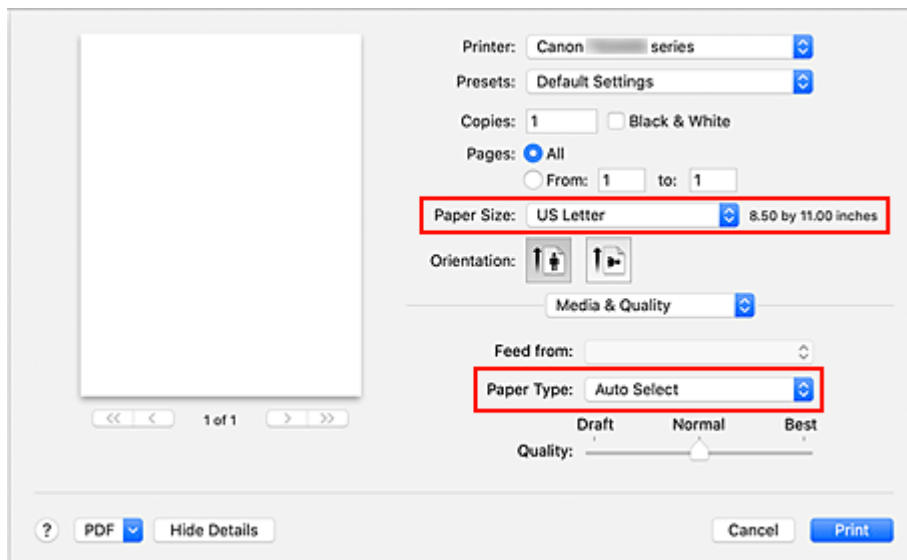 Printer: Canon series
Presets: Default Settings
Copies: 1 Black & White
Pages: All
From: 1 to: 1
Paper Size: US Letter 8.50 by 11.00 inches
Orientation:
Media & Quality
Feed from:
Paper Type: Auto Select
1 of 1
Draft Normal Best
Quality:
? PDF Hide Details Cancel Print